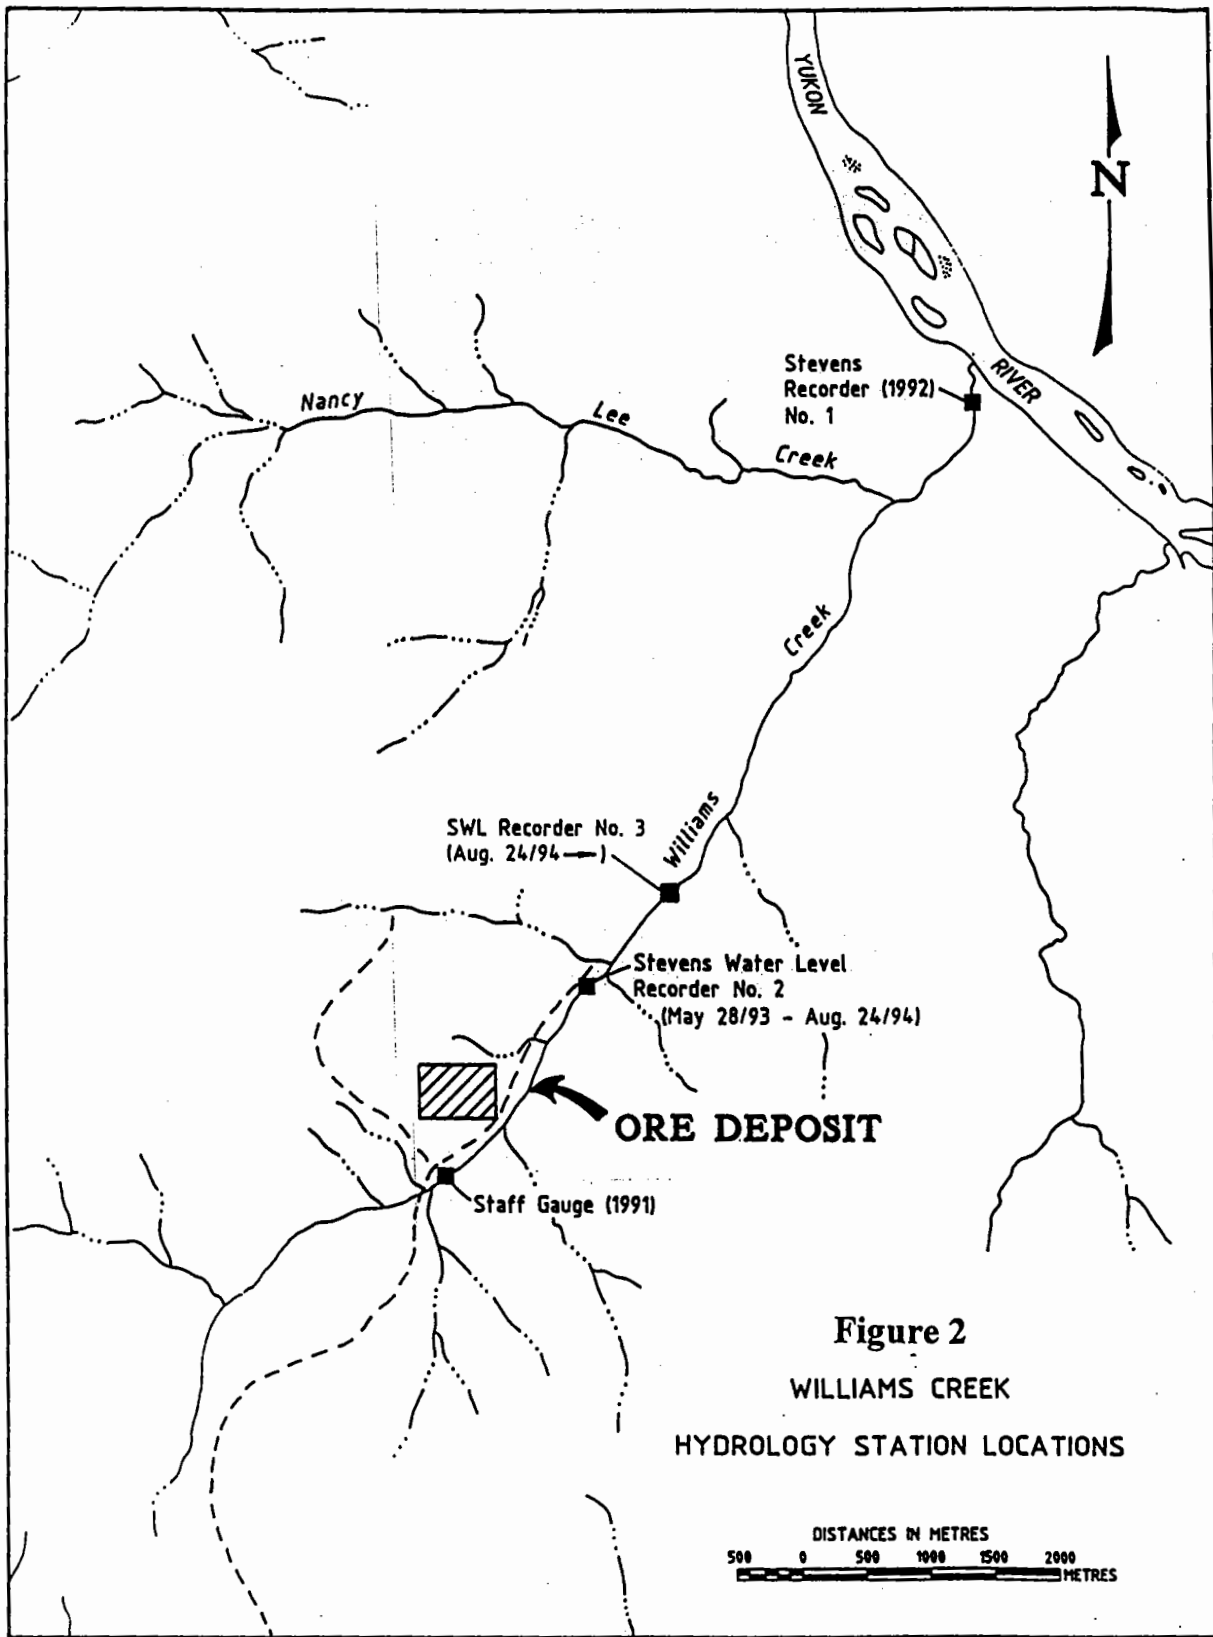 YUKON
N
RIVER
Stevens
Recorder (1992)
No. 1
Nancy
Lee
Creek
Creek
Williams
SWL Recorder No. 3
(Aug. 24/94 → )
Stevens Water Level
Recorder No. 2
(May 28/93 - Aug. 24/94)
ORE DEPOSIT
Staff Gauge (1991)
Figure 2
WILLIAMS CREEK
HYDROLOGY STATION LOCATIONS
DISTANCES IN METRES
500 0 500 1000 1500 2000
METRES